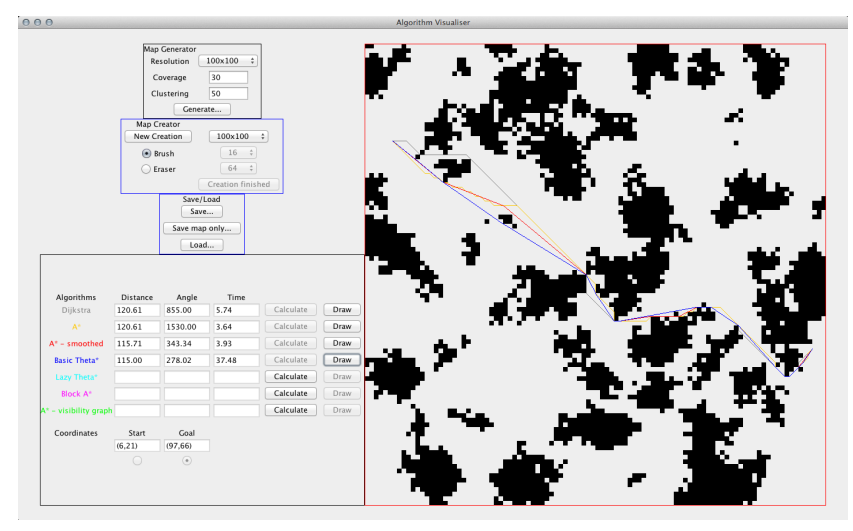 Algorithm Visualiser
Map Generator
Resolution 100x100
Coverage 30
Clustering 50
Generate...
Map Creator
New Creation 100x100
Brush 16
Eraser 64
Creation finished
Save/Load
Save...
Save map only...
Load...
Algorithms Distance Angle Time
Dijkstra 120.61 855.00 5.74 Calculate Draw
A* 120.61 1530.00 3.64 Calculate Draw
A* - smoothed 115.71 343.34 3.93 Calculate Draw
Basic Theta* 115.00 278.02 37.48 Calculate Draw
Lazy Theta* Calculate Draw
Block A* Calculate Draw
A* - visibility graph Calculate Draw
Coordinates Start Goal
(6,21) (97,66)